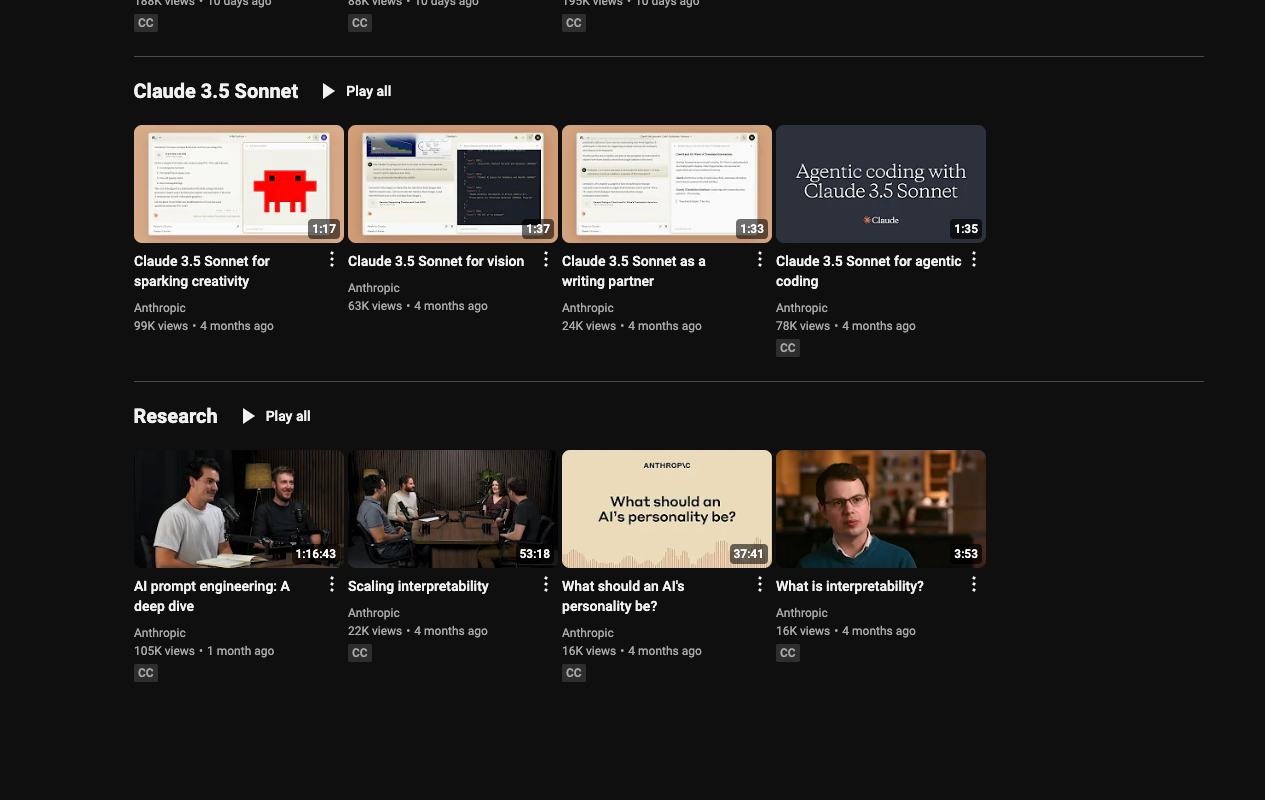 188K views • 10 days ago
88K views • 10 days ago
195K views • 10 days ago
CC
CC
CC
Claude 3.5 Sonnet
Play all
1:17
1:37
1:33
Agentic coding with
Claude 3.5 Sonnet
Claude
1:35
Claude 3.5 Sonnet for
sparking creativity
Anthropic
99K views • 4 months ago
Claude 3.5 Sonnet for vision
Anthropic
63K views • 4 months ago
Claude 3.5 Sonnet as a
writing partner
Anthropic
24K views • 4 months ago
Claude 3.5 Sonnet for agentic
coding
Anthropic
78K views • 4 months ago
CC
Research
Play all
1:16:43
53:18
ANTHROP\C
What should an
AI's personality be?
37:41
3:53
AI prompt engineering: A
deep dive
Anthropic
105K views • 1 month ago
CC
Scaling interpretability
Anthropic
22K views • 4 months ago
CC
What should an AI's
personality be?
Anthropic
16K views • 4 months ago
CC
What is interpretability?
Anthropic
16K views • 4 months ago
CC